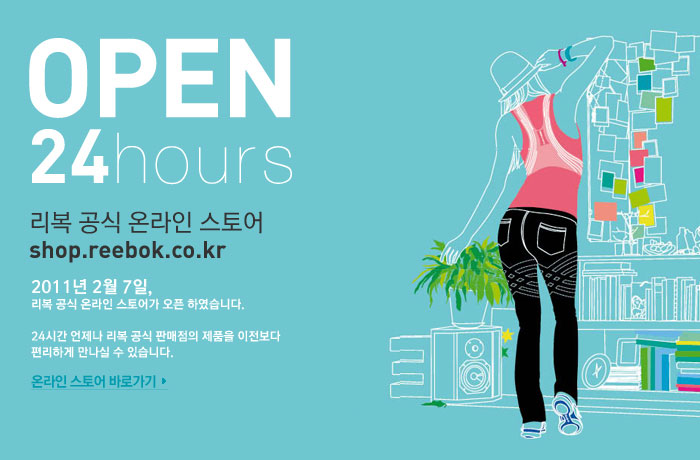 OPEN
24hours
리복 공식 온라인 스토어
shop.reebok.co.kr
2011년 2월 7일,
리복 공식 온라인 스토어가 오픈 하였습니다.
24시간 언제나 리복 공식 판매점의 제품을 이전보다
편리하게 만나실 수 있습니다.
온라인 스토어 바로가기